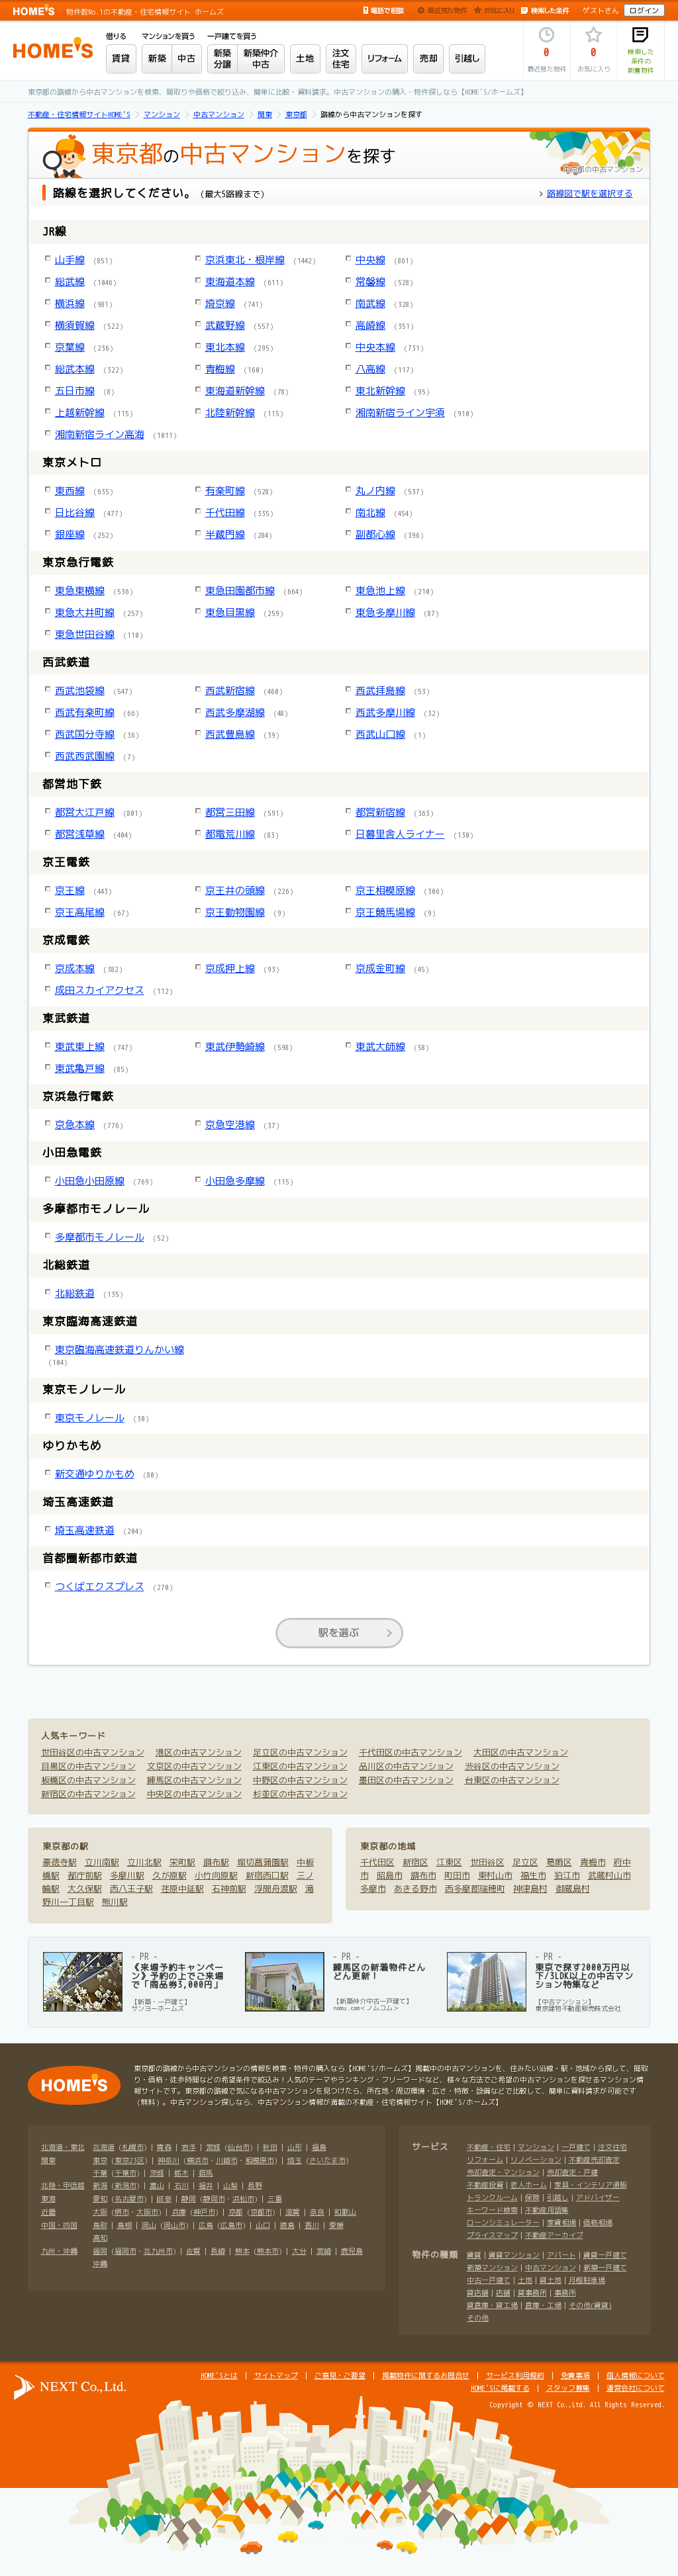 HOME'S 物件数No.1の不動産・住宅情報サイト ホームズ
電話で相談 最近見た物件 お気に入り 検索した条件 ゲストさん ログイン
HOME'S
借りる マンションを買う 一戸建てを買う
賃貸 新築 中古 新築分譲 新築仲介中古 土地 注文住宅 リフォーム 売却 引越し
0 最近見た物件
0 お気に入り
検索した条件の新着物件
東京都の路線から中古マンションを検索、間取りや価格で絞り込み、簡単に比較・資料請求。中古マンションの購入・物件探しなら【HOME'S/ホームズ】
不動産・住宅情報サイトHOME'S > マンション > 中古マンション > 関東 > 東京都 > 路線から中古マンションを探す
東京都の中古マンションを探す
東京都の中古マンション
路線を選択してください。（最大5路線まで）
路線図で駅を選択する
JR線
山手線 (851) 京浜東北・根岸線 (1442) 中央線 (861)
総武線 (1046) 東海道本線 (611) 常磐線 (528)
横浜線 (981) 埼京線 (741) 南武線 (328)
横須賀線 (522) 武蔵野線 (557) 高崎線 (351)
京葉線 (236) 東北本線 (295) 中央本線 (731)
総武本線 (322) 青梅線 (160) 八高線 (117)
五日市線 (8) 東海道新幹線 (78) 東北新幹線 (95)
上越新幹線 (115) 北陸新幹線 (115) 湘南新宿ライン宇須 (910)
湘南新宿ライン高海 (1011)
東京メトロ
東西線 (635) 有楽町線 (528) 丸ノ内線 (537)
日比谷線 (477) 千代田線 (335) 南北線 (454)
銀座線 (252) 半蔵門線 (284) 副都心線 (396)
東京急行電鉄
東急東横線 (536) 東急田園都市線 (664) 東急池上線 (210)
東急大井町線 (257) 東急目黒線 (259) 東急多摩川線 (87)
東急世田谷線 (110)
西武鉄道
西武池袋線 (547) 西武新宿線 (460) 西武拝島線 (53)
西武有楽町線 (66) 西武多摩湖線 (48) 西武多摩川線 (32)
西武国分寺線 (36) 西武豊島線 (39) 西武山口線 (1)
西武西武園線 (7)
都営地下鉄
都営大江戸線 (801) 都営三田線 (591) 都営新宿線 (363)
都営浅草線 (404) 都電荒川線 (83) 日暮里舎人ライナー (130)
京王電鉄
京王線 (443) 京王井の頭線 (226) 京王相模原線 (306)
京王高尾線 (67) 京王動物園線 (9) 京王競馬場線 (9)
京成電鉄
京成本線 (382) 京成押上線 (93) 京成金町線 (45)
成田スカイアクセス (112)
東武鉄道
東武東上線 (747) 東武伊勢崎線 (598) 東武大師線 (58)
東武亀戸線 (85)
京浜急行電鉄
京急本線 (776) 京急空港線 (37)
小田急電鉄
小田急小田原線 (769) 小田急多摩線 (115)
多摩都市モノレール
多摩都市モノレール (52)
北総鉄道
北総鉄道 (135)
東京臨海高速鉄道
東京臨海高速鉄道りんかい線 (104)
東京モノレール
東京モノレール (30)
ゆりかもめ
新交通ゆりかもめ (80)
埼玉高速鉄道
埼玉高速鉄道 (204)
首都圏新都市鉄道
つくばエクスプレス (270)
駅を選ぶ
人気キーワード
世田谷区の中古マンション 港区の中古マンション 足立区の中古マンション 千代田区の中古マンション 大田区の中古マンション
目黒区の中古マンション 文京区の中古マンション 江東区の中古マンション 品川区の中古マンション 渋谷区の中古マンション
板橋区の中古マンション 練馬区の中古マンション 中野区の中古マンション 墨田区の中古マンション 台東区の中古マンション
新宿区の中古マンション 中央区の中古マンション 杉並区の中古マンション
東京都の駅
豪徳寺駅 立川南駅 立川北駅 栄町駅 調布駅 堀切菖蒲園駅 中板橋駅 都庁前駅 多摩川駅 久が原駅 小竹向原駅 新宿西口駅 三ノ輪駅 大久保駅 西八王子駅 荏原中延駅 石神前駅 浮間舟渡駅 滝野川一丁目駅 熊川駅
東京都の地域
千代田区 新宿区 江東区 世田谷区 足立区 葛飾区 青梅市 府中市 昭島市 調布市 町田市 東村山市 福生市 狛江市 武蔵村山市 多摩市 あきる野市 西多摩郡瑞穂町 神津島村 御蔵島村
- PR -
《来場予約キャンペーン》予約の上でご来場で「商品券3,000円」
【新築・一戸建て】
サンヨーホームズ
- PR -
練馬区の新着物件どんどん更新！
【新築仲介中古一戸建て】
nomu.com＜ノムコム＞
- PR -
東京で探す2000万円以下/3LDK以上の中古マンション特集など
【中古マンション】
東京建物不動産販売株式会社
HOME'S
東京都の路線から中古マンションの情報を検索・物件の購入なら【HOME'S/ホームズ】掲載中の中古マンションを、住みたい沿線・駅・地域から探して、間取り・価格・徒歩時間などの希望条件で絞込み！人気のテーマやランキング・フリーワードなど、様々な方法でご希望の中古マンションを探せるマンション情報サイトです。東京都の路線で気になる中古マンションを見つけたら、所在地・周辺環境・広さ・特徴・設備などで比較して、簡単に資料請求が可能です（無料）。中古マンションを探すなら、中古マンション情報が満載の不動産・住宅情報サイト【HOME'S/ホームズ】
北海道・東北 北海道 (札幌市) | 青森 | 岩手 | 宮城 (仙台市) | 秋田 | 山形 | 福島
関東 東京 (東京23区) | 神奈川 (横浜市・川崎市・相模原市) | 埼玉 (さいたま市) | 千葉 (千葉市) | 茨城 | 栃木 | 群馬
北陸・甲信越 新潟 (新潟市) | 富山 | 石川 | 福井 | 山梨 | 長野
東海 愛知 (名古屋市) | 岐阜 | 静岡 (静岡市・浜松市) | 三重
近畿 大阪 (堺市・大阪市) | 兵庫 (神戸市) | 京都 (京都市) | 滋賀 | 奈良 | 和歌山
中国・四国 鳥取 | 島根 | 岡山 (岡山市) | 広島 (広島市) | 山口 | 徳島 | 香川 | 愛媛 | 高知
九州・沖縄 福岡 (福岡市・北九州市) | 佐賀 | 長崎 | 熊本 (熊本市) | 大分 | 宮崎 | 鹿児島 | 沖縄
サービス
不動産・住宅 | マンション | 一戸建て | 注文住宅
リフォーム | リノベーション | 不動産売却査定
売却査定・マンション | 売却査定・戸建
不動産投資 | 老人ホーム | 家具・インテリア通販
トランクルーム | 保険 | 引越し | アドバイザー
キーワード検索 | 不動産用語集
ローンシミュレーター | 家賃相場 | 価格相場
プライスマップ | 不動産アーカイブ
物件の種類
賃貸 | 賃貸マンション | アパート | 賃貸一戸建て
新築マンション | 中古マンション | 新築一戸建て
中古一戸建て | 土地 | 貸土地 | 月極駐車場
貸店舗 | 店舗 | 貸事務所 | 事務所
貸倉庫・貸工場 | 倉庫・工場 | その他(賃貸)
その他
NEXT Co.,Ltd.
HOME'Sとは | サイトマップ | ご意見・ご要望 | 掲載物件に関するお問合せ | サービス利用規約 | 免責事項 | 個人情報について
HOME'Sに掲載する | スタッフ募集 | 運営会社について
Copyright © NEXT Co.,Ltd. All Rights Reserved.